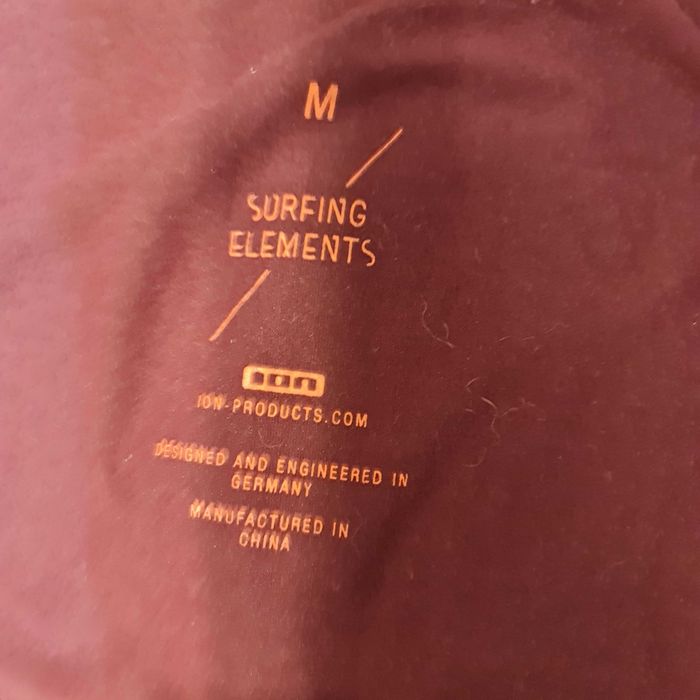 M
SURFING
ELEMENTS
ion
ION-PRODUCTS.COM
DESIGNED AND ENGINEERED IN
GERMANY
MANUFACTURED IN
CHINA